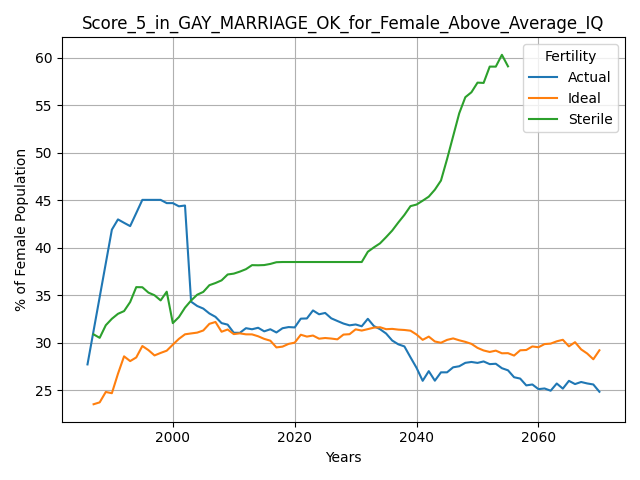 Score_5_in_GAY_MARRIAGE_OK_for_Female_Above_Average_IQ
Fertility
Actual
Ideal
Sterile
% of Female Population
60
55
50
45
40
35
30
25
2000
2020
2040
2060
Years